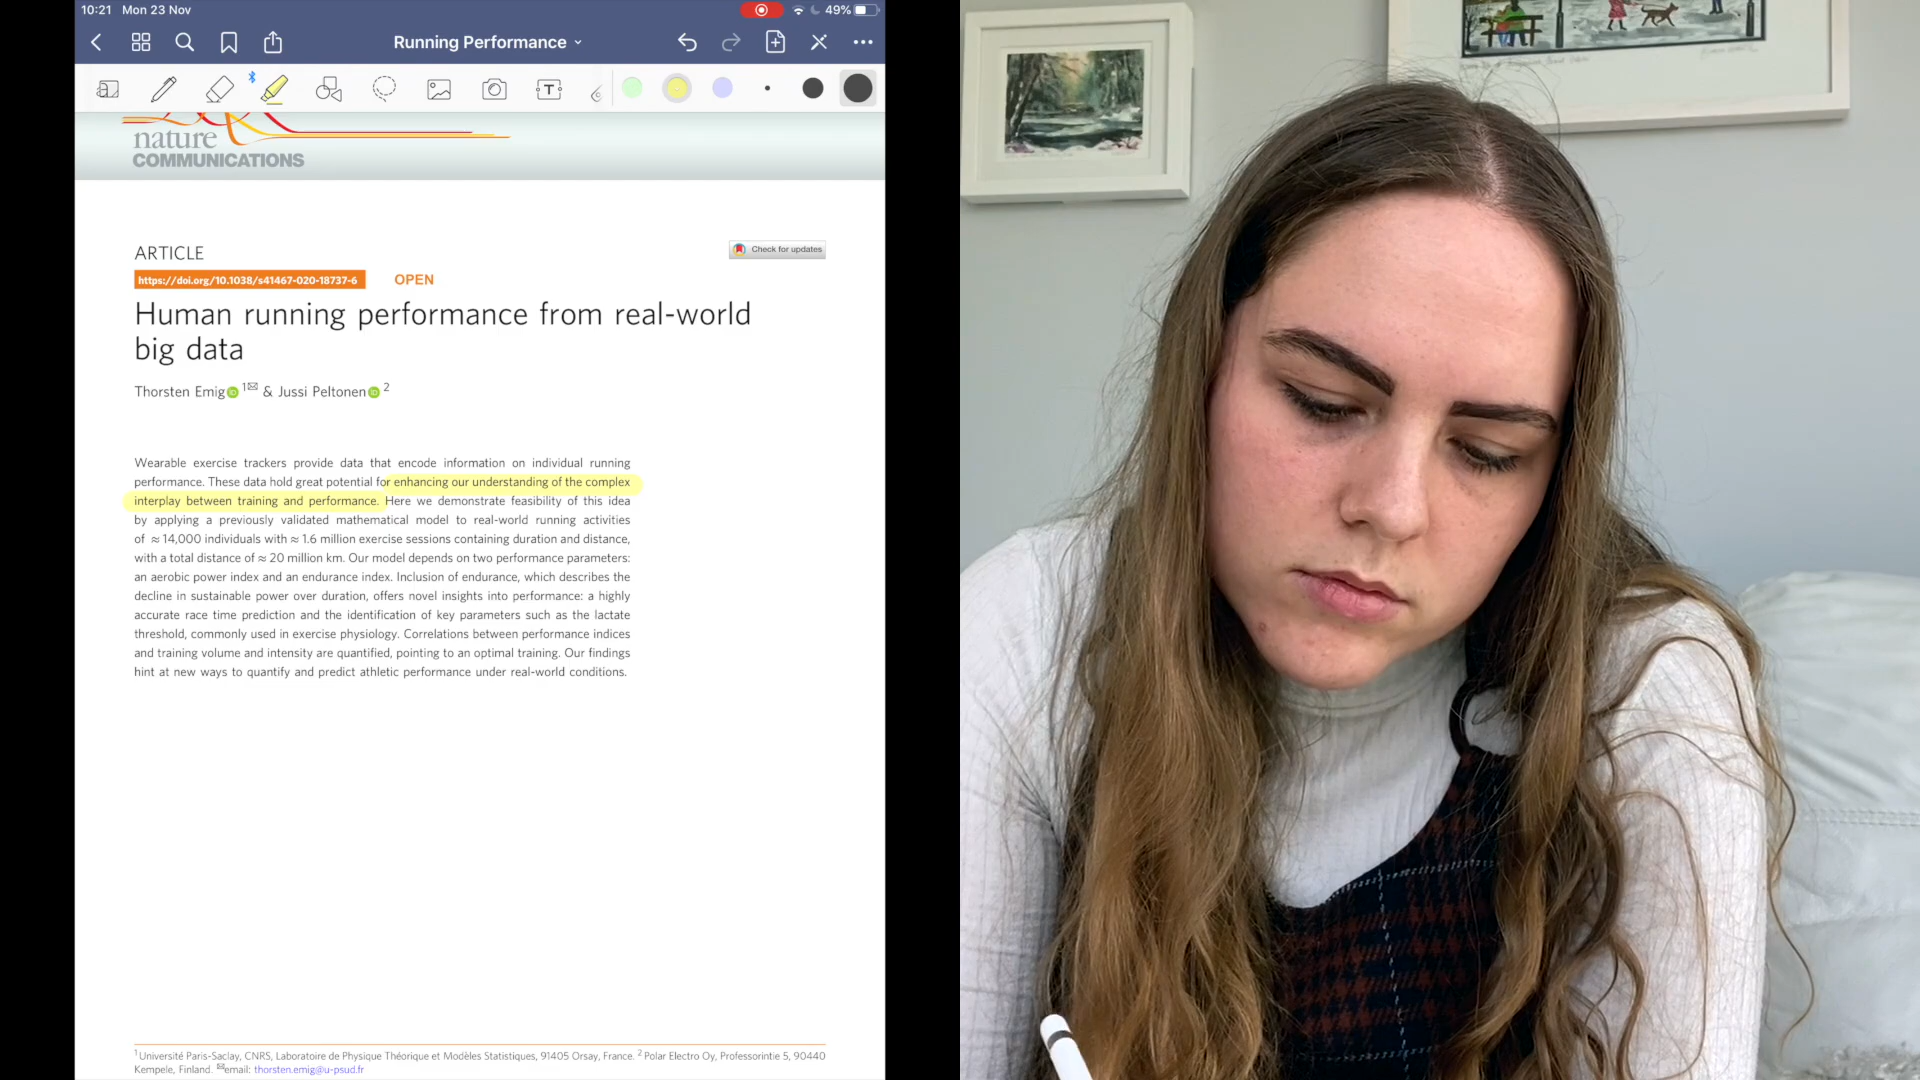 10:21 Mon 23 Nov 49%
Running Performance
nature
COMMUNICATIONS
ARTICLE
Check for updates
https://doi.org/10.1038/s41467-020-18737-6 OPEN
Human running performance from real-world
big data
Thorsten Emig iD 1✉ & Jussi Peltonen iD 2
Wearable exercise trackers provide data that encode information on individual running
performance. These data hold great potential for enhancing our understanding of the complex
interplay between training and performance. Here we demonstrate feasibility of this idea
by applying a previously validated mathematical model to real-world running activities
of ≈ 14,000 individuals with ≈ 1.6 million exercise sessions containing duration and distance,
with a total distance of ≈ 20 million km. Our model depends on two performance parameters:
an aerobic power index and an endurance index. Inclusion of endurance, which describes the
decline in sustainable power over duration, offers novel insights into performance: a highly
accurate race time prediction and the identification of key parameters such as the lactate
threshold, commonly used in exercise physiology. Correlations between performance indices
and training volume and intensity are quantified, pointing to an optimal training. Our findings
hint at new ways to quantify and predict athletic performance under real-world conditions.
1 Université Paris-Saclay, CNRS, Laboratoire de Physique Théorique et Modèles Statistiques, 91405 Orsay, France. 2 Polar Electro Oy, Professorintie 5, 90440
Kempele, Finland. ✉email: thorsten.emig@u-psud.fr